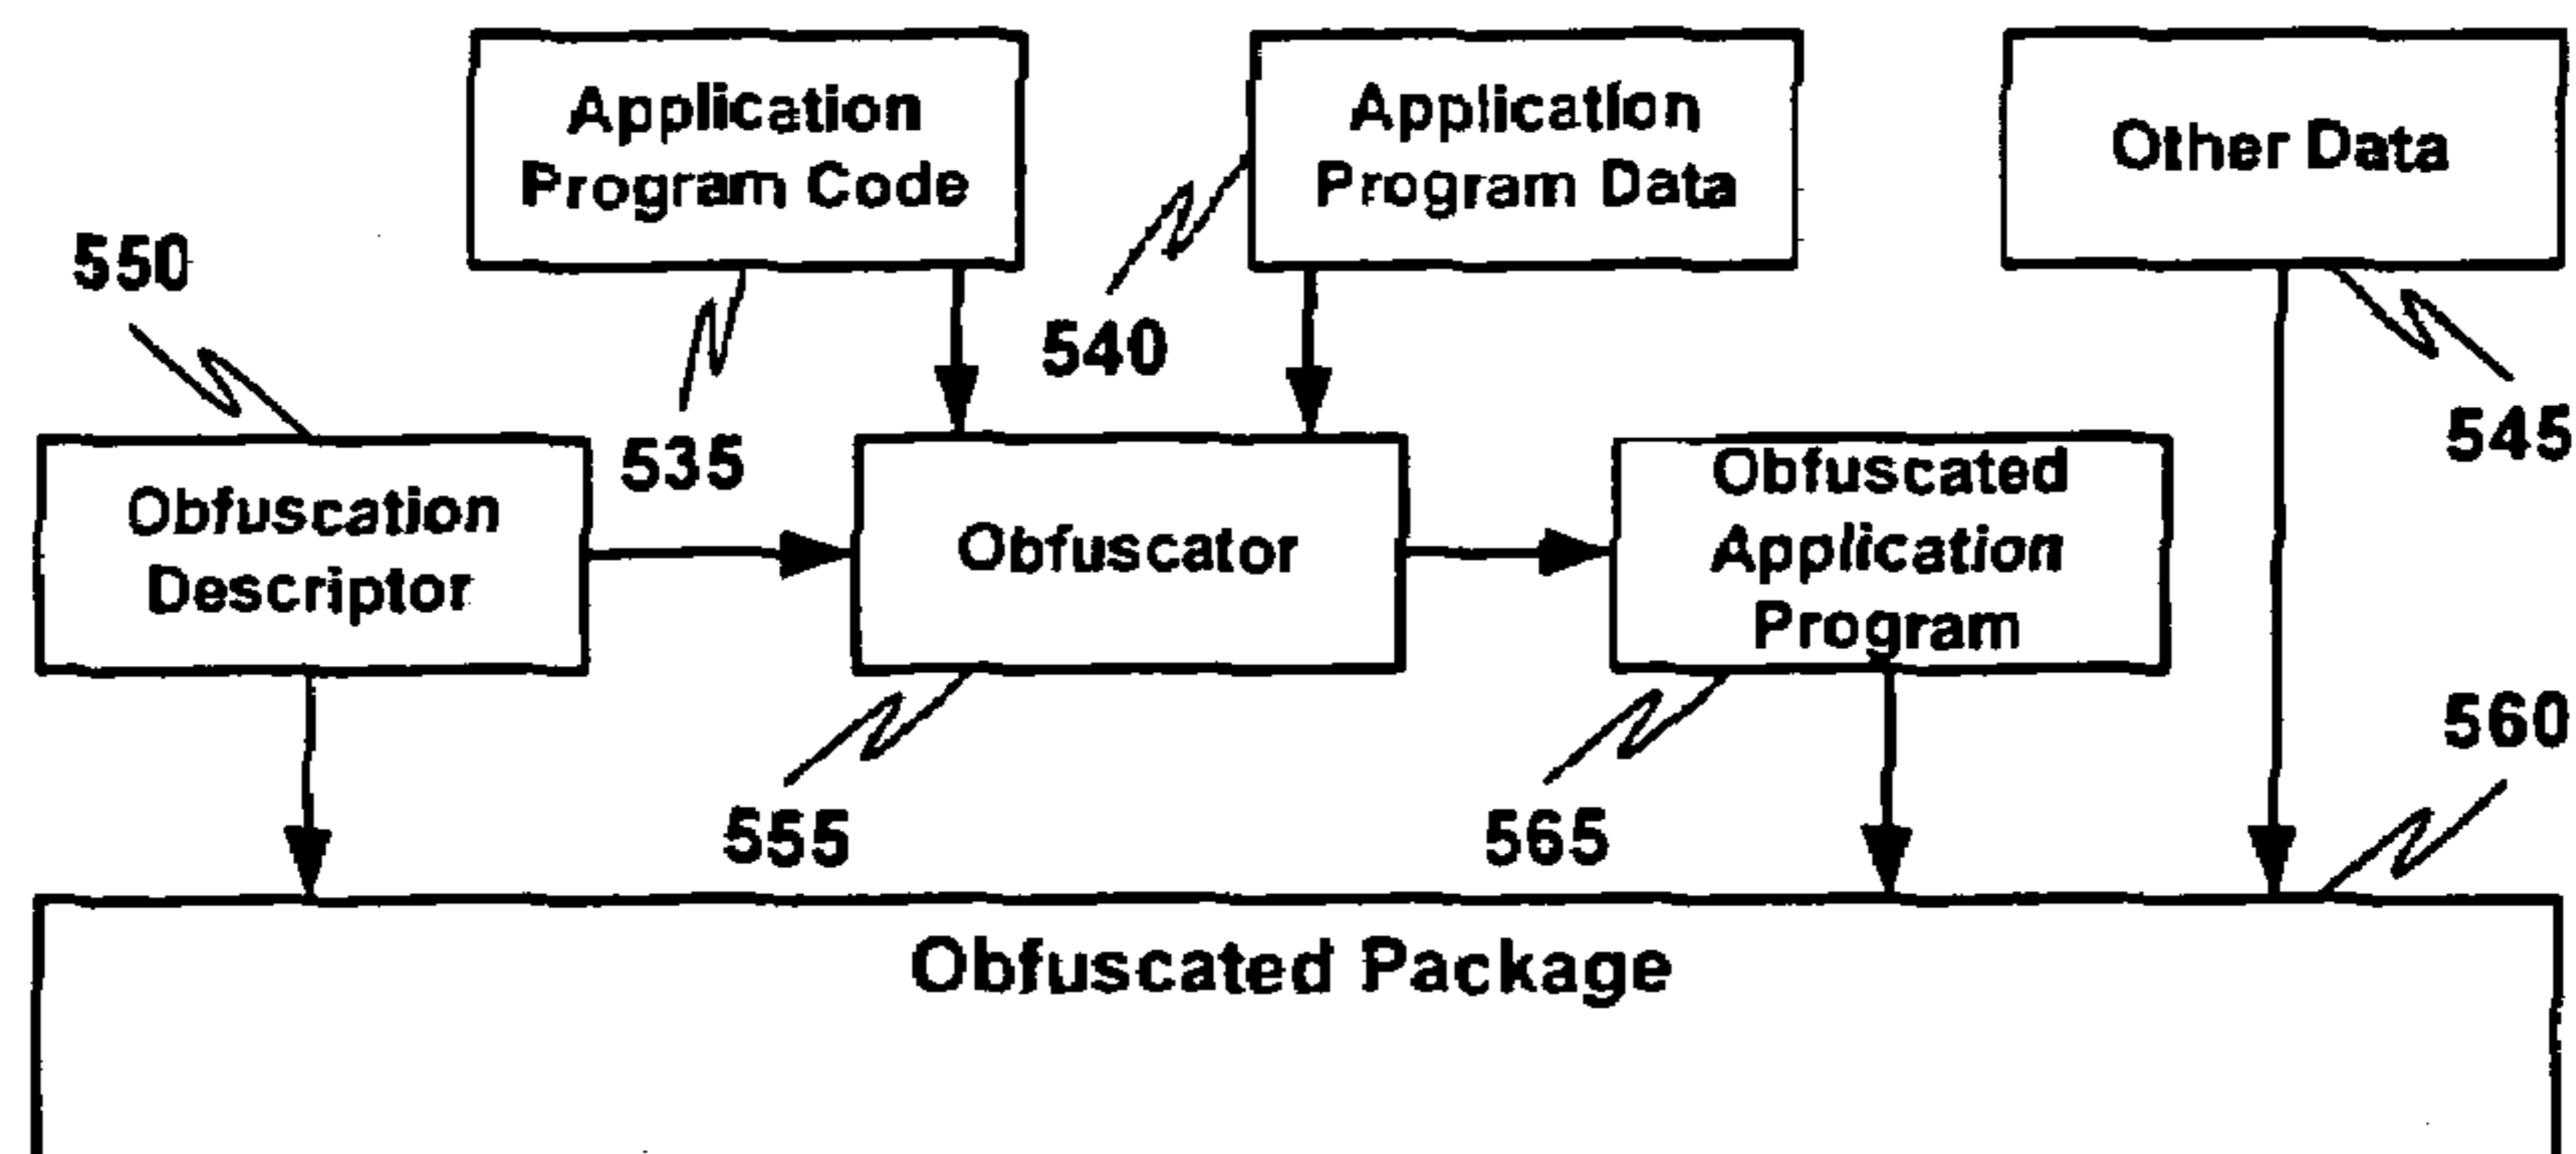 Application
Program Code
Application
Program Data
Other Data
550
540
535
545
Obfuscation
Descriptor
Obfuscator
Obfuscated
Application
Program
560
555
565
Obfuscated Package